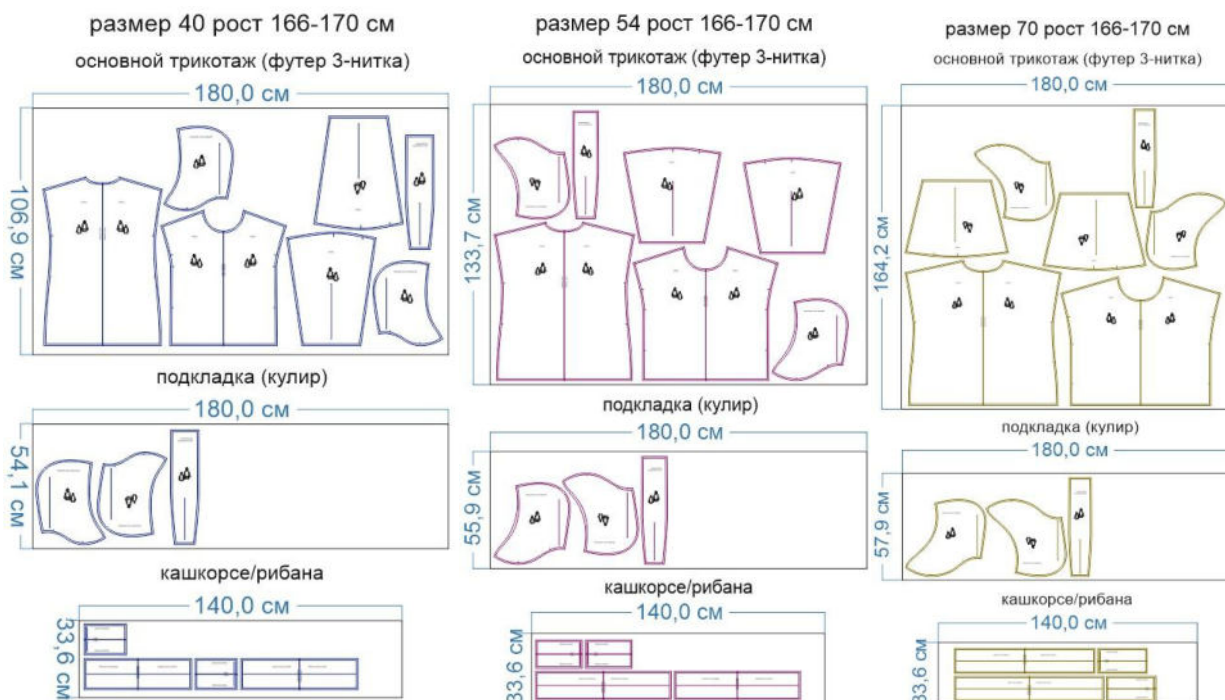 размер 40 рост 166-170 см
основной трикотаж (футер 3-нитка)
180,0 см
106,9 см
подкладка (кулир)
180,0 см
54,1 см
кашкорсе/рибана
140,0 см
33,6 см
размер 54 рост 166-170 см
основной трикотаж (футер 3-нитка)
180,0 см
133,7 см
подкладка (кулир)
180,0 см
55,9 см
кашкорсе/рибана
140,0 см
33,6 см
размер 70 рост 166-170 см
основной трикотаж (футер 3-нитка)
180,0 см
164,2 см
подкладка (кулир)
180,0 см
57,9 см
кашкорсе/рибана
140,0 см
33,6 см